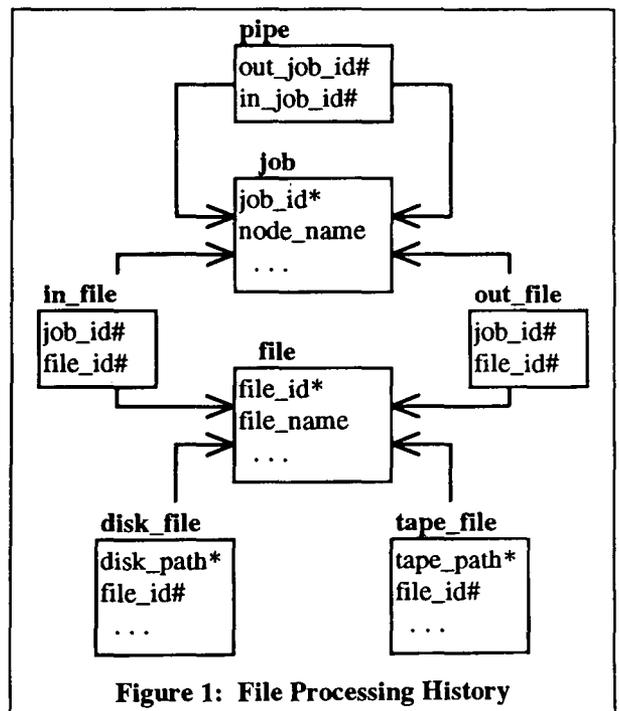 pipe
out_job_id#
in_job_id#
job
job_id*
node_name
. . .
in_file
job_id#
file_id#
out_file
job_id#
file_id#
file
file_id*
file_name
. . .
disk_file
disk_path*
file_id#
. . .
tape_file
tape_path*
file_id#
. . .
Figure 1: File Processing History